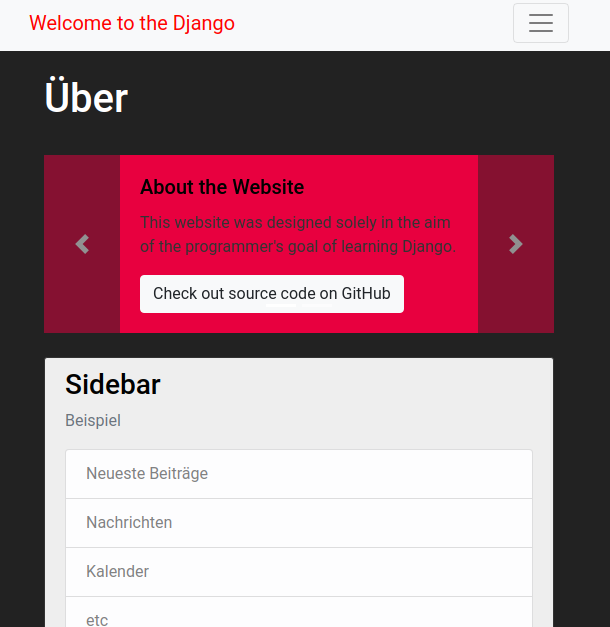 Welcome to the Django
Über
About the Website
This website was designed solely in the aim
of the programmer's goal of learning Django.
Check out source code on GitHub
Sidebar
Beispiel
Neueste Beiträge
Nachrichten
Kalender
etc